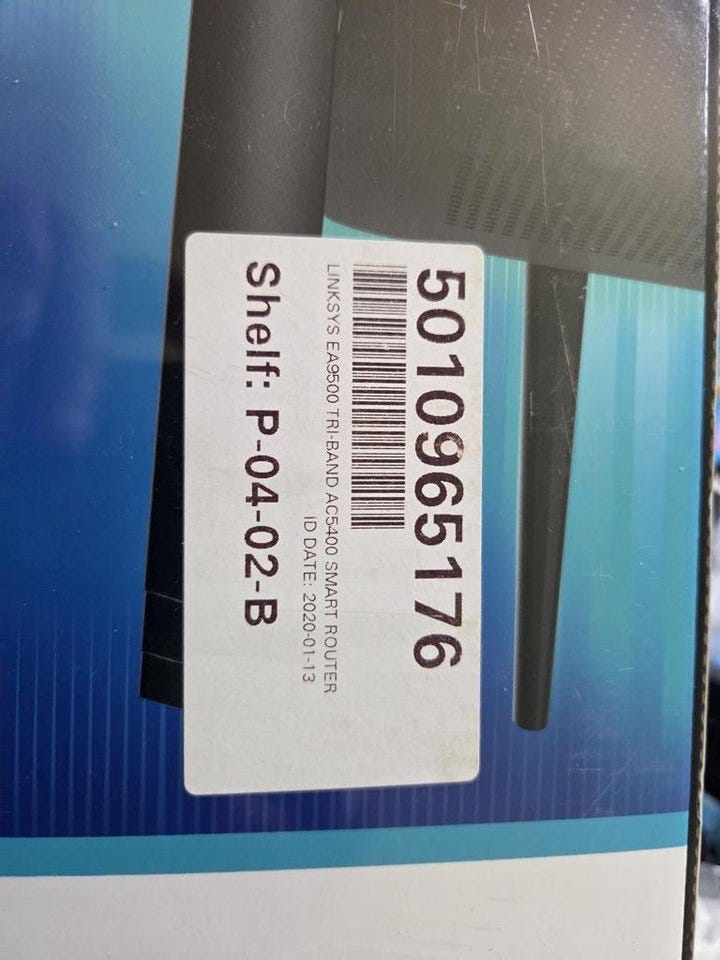 5010965176
LINKSYS EA9500 TRI-BAND AC5400 SMART ROUTER
ID DATE: 2020-01-13
Shelf: P-04-02-B